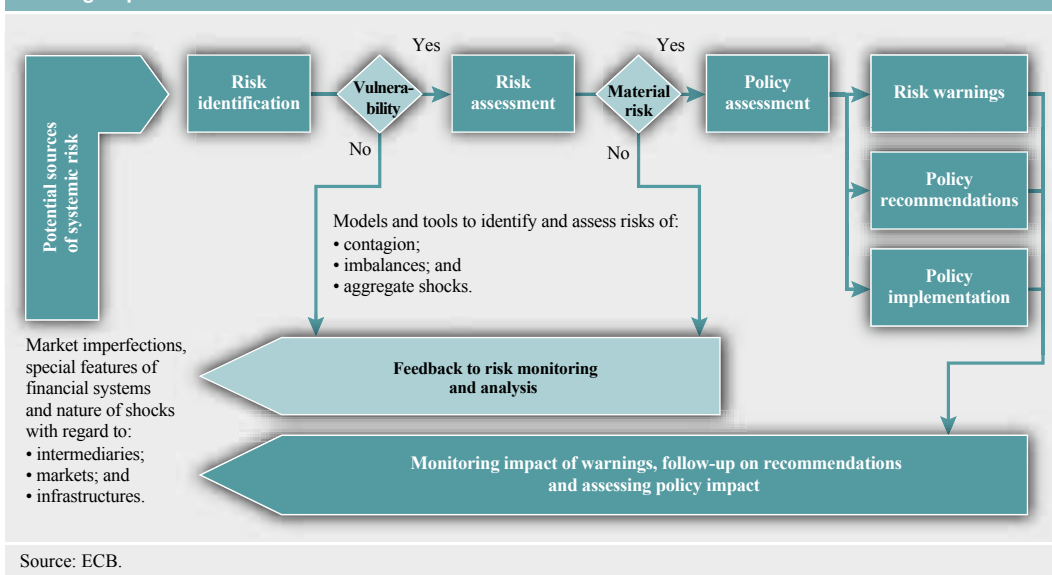 Yes
Yes
Potential sources
of systemic risk
Risk
identification
Vulnera-
bility
Risk
assessment
Material
risk
Policy
assessment
Risk warnings
No
No
Policy
recommendations
Models and tools to identify and assess risks of:
• contagion;
• imbalances; and
• aggregate shocks.
Policy
implementation
Market imperfections,
special features of
financial systems
and nature of shocks
with regard to:
• intermediaries;
• markets; and
• infrastructures.
Feedback to risk monitoring
and analysis
Monitoring impact of warnings, follow-up on recommendations
and assessing policy impact
Source: ECB.